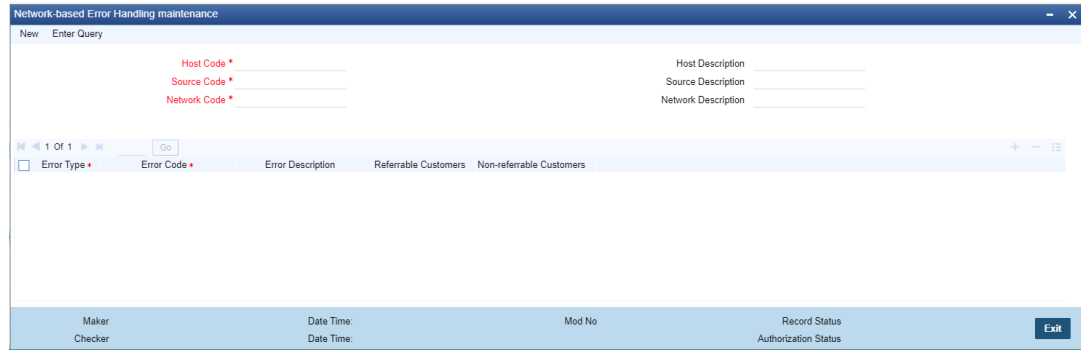 Network-based Error Handling maintenance
New Enter Query
Host Code * Host Description
Source Code * Source Description
Network Code * Network Description
1 Of 1 Go
Error Type * Error Code * Error Description Referrable Customers Non-referrable Customers
Maker Date Time: Mod No Record Status
Checker Date Time: Authorization Status
Exit